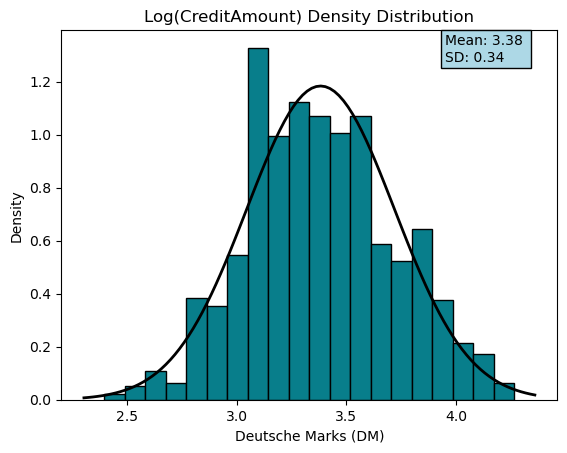 Log(CreditAmount) Density Distribution
Mean: 3.38
SD: 0.34
1.2
1.0
0.8
0.6
0.4
0.2
0.0
Density
2.5 3.0 3.5 4.0
Deutsche Marks (DM)